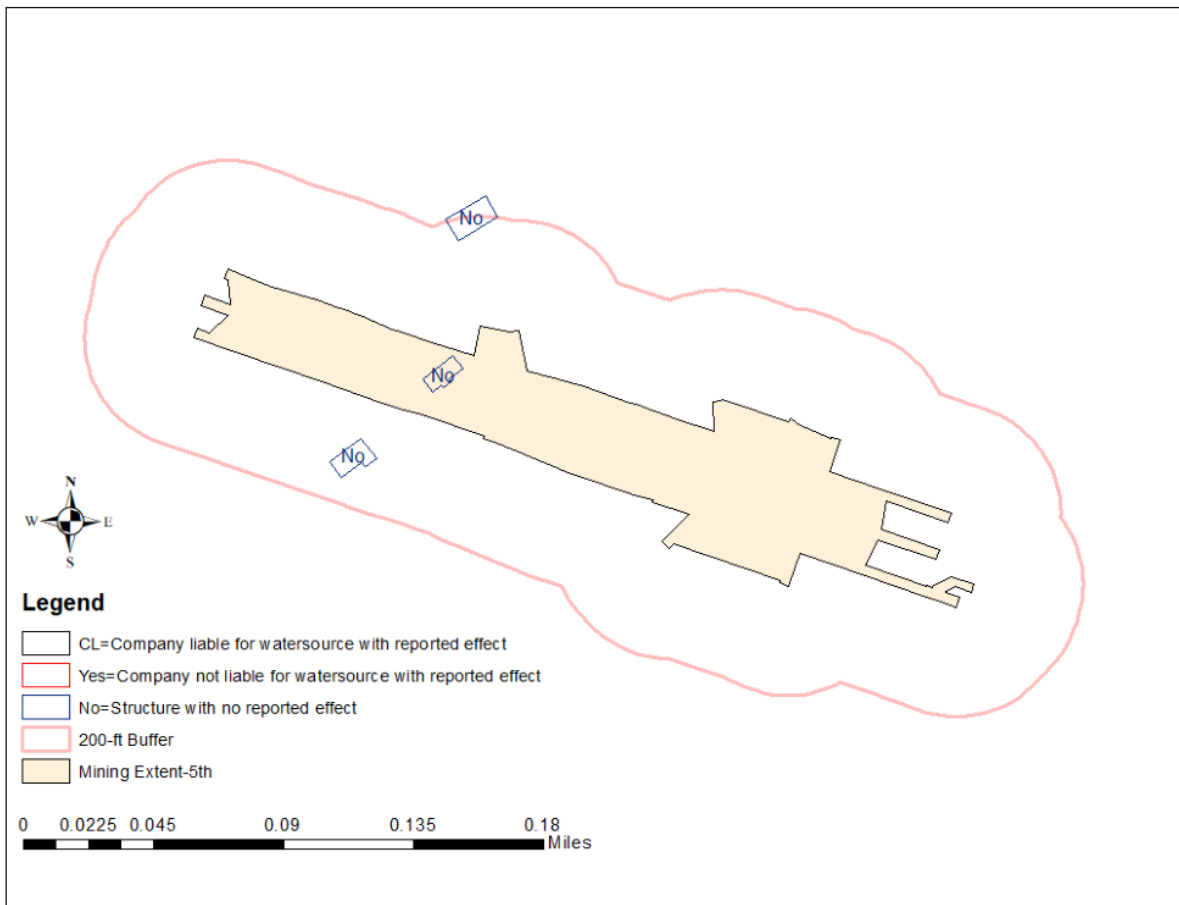 No
No
No
N
W E
S
Legend
CL=Company liable for watersource with reported effect
Yes=Company not liable for watersource with reported effect
No=Structure with no reported effect
200-ft Buffer
Mining Extent-5th
0 0.0225 0.045 0.09 0.135 0.18
Miles